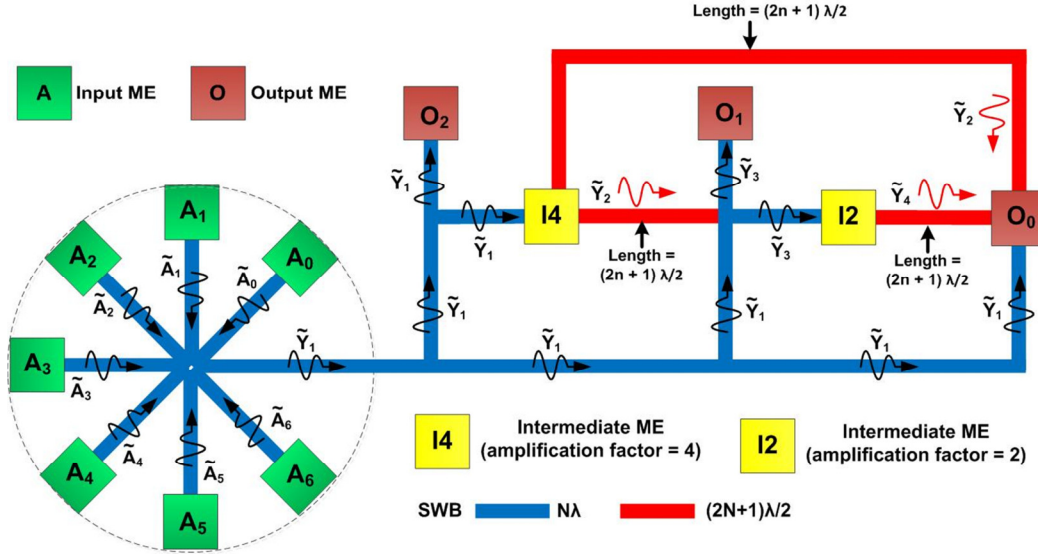 Length = (2n + 1) λ/2
A Input ME
O Output ME
O₂
O₁
Ỹ₂
Ỹ₁
Ỹ₃
A₁
I4
Ỹ₂
I2
Ỹ₄
O₀
A₂
Ã₁
A₀
Ỹ₁
Ỹ₃
Length =
(2n + 1) λ/2
Length =
(2n + 1) λ/2
Ã₂
Ã₀
Ỹ₁
Ỹ₁
Ỹ₁
A₃
Ỹ₁
Ỹ₁
Ỹ₁
Ã₃
Ã₄
Ã₅
Ã₆
A₄
A₅
A₆
I4
Intermediate ME
(amplification factor = 4)
I2
Intermediate ME
(amplification factor = 2)
SWB
Nλ
(2N+1)λ/2